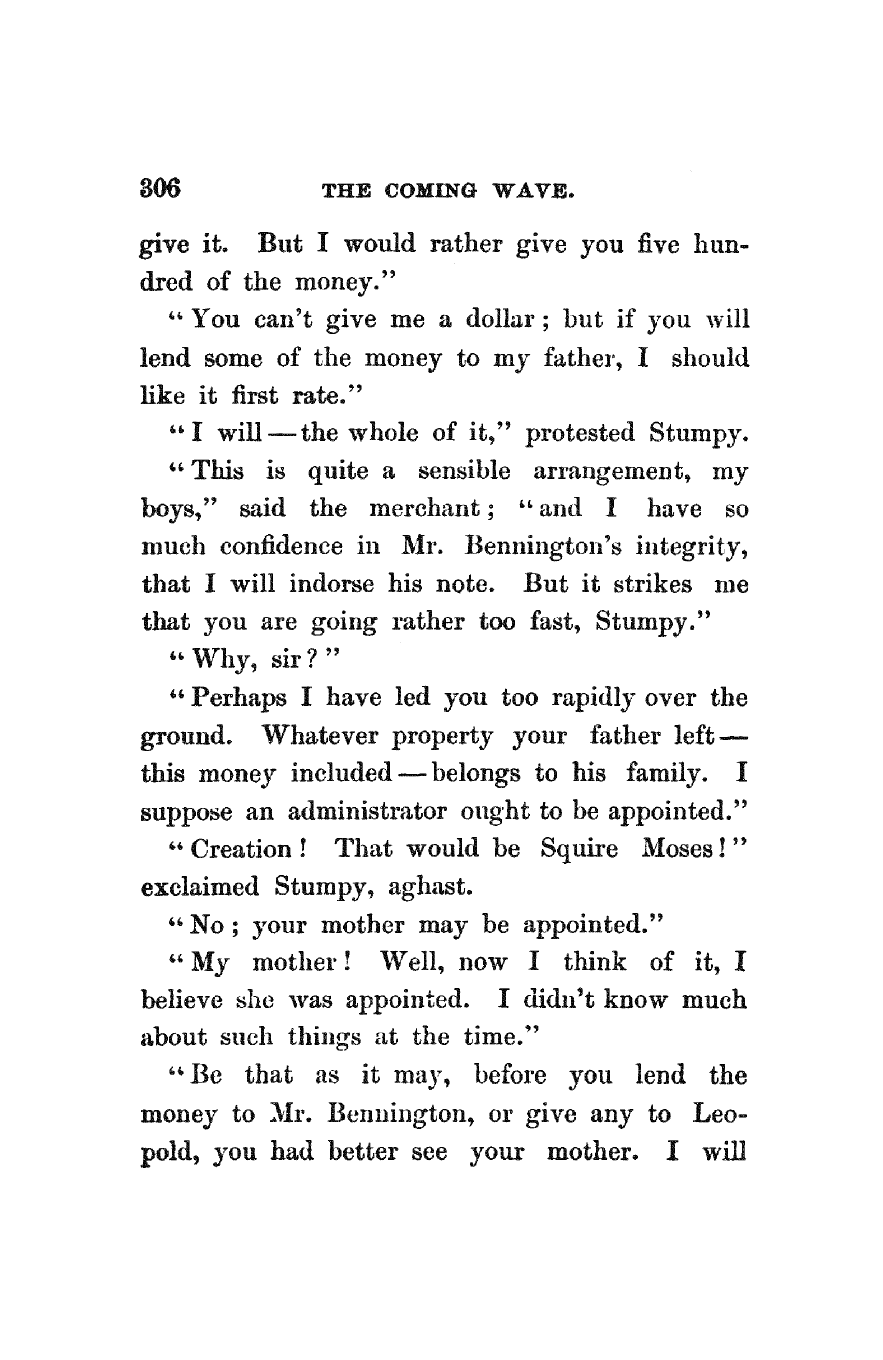 306 THE COMING WAVE.
give it. But I would rather give you five hun-
dred of the money."
"You can't give me a dollar; but if you will
lend some of the money to my father, I should
like it first rate."
"I will—the whole of it," protested Stumpy.
"This is quite a sensible arrangement, my
boys," said the merchant; "and I have so
much confidence in Mr. Bennington's integrity,
that I will indorse his note. But it strikes me
that you are going rather too fast, Stumpy."
"Why, sir?"
"Perhaps I have led you too rapidly over the
ground. Whatever property your father left—
this money included—belongs to his family. I
suppose an administrator ought to be appointed."
"Creation! That would be Squire Moses!"
exclaimed Stumpy, aghast.
"No; your mother may be appointed."
"My mother! Well, now I think of it, I
believe she was appointed. I didn't know much
about such things at the time."
"Be that as it may, before you lend the
money to Mr. Bennington, or give any to Leo-
pold, you had better see your mother. I will